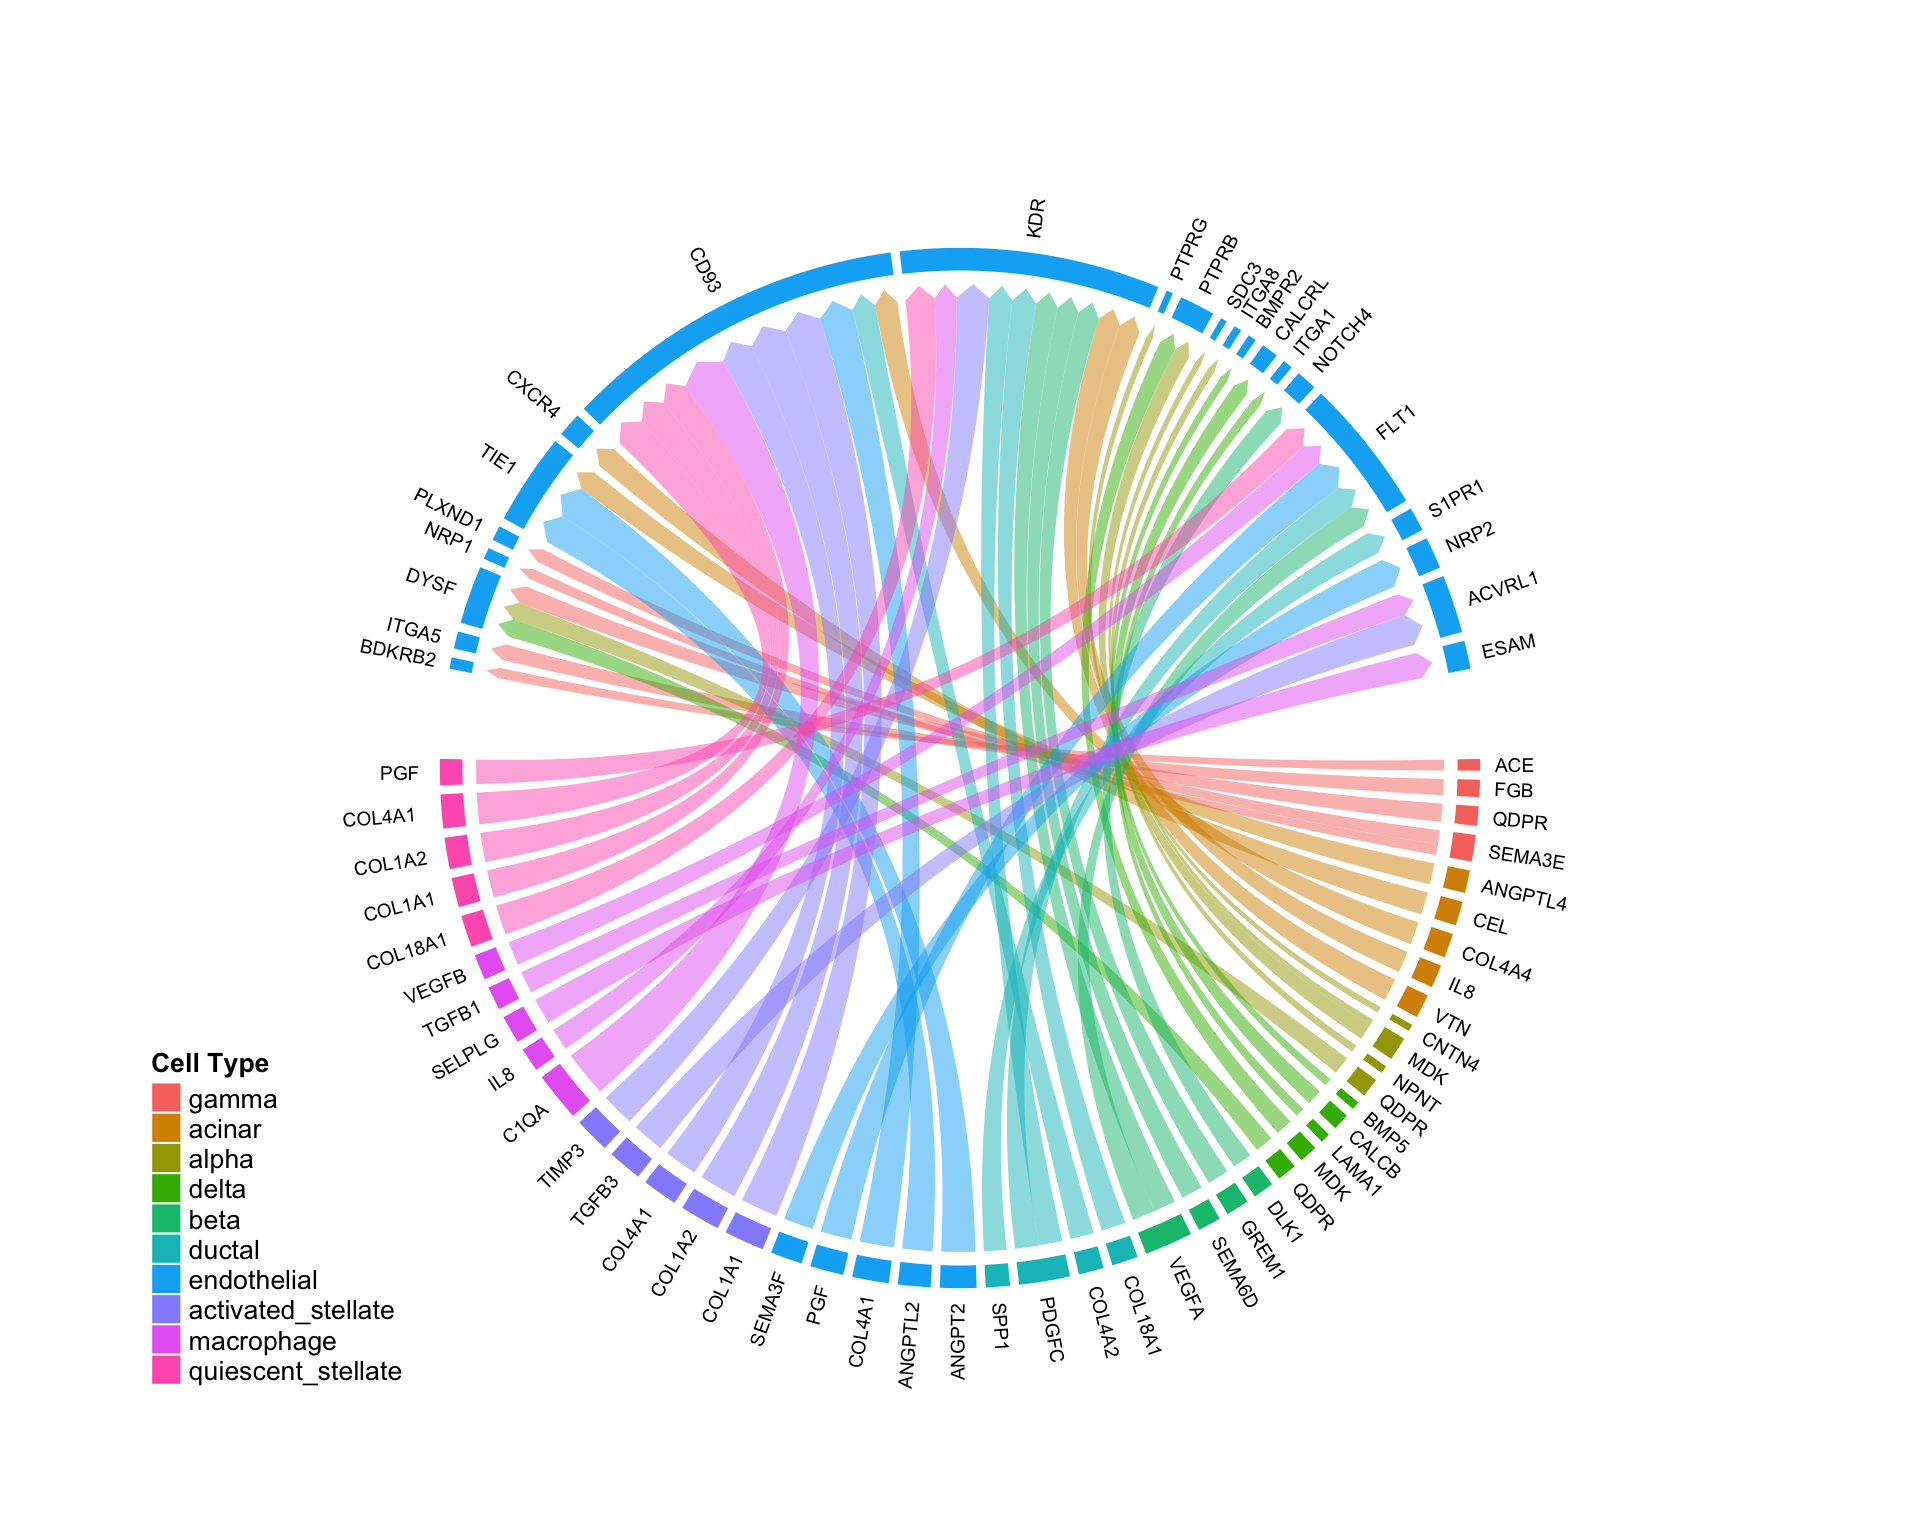 KDR
PTPRG
PTPRB
SDC3
ITGA8
BMPR2
CALCRL
ITGA1
NOTCH4
FLT1
S1PR1
NRP2
ACVRL1
ESAM
CD93
CXCR4
TIE1
PLXND1
NRP1
DYSF
ITGA5
BDKRB2
ACE
FGB
QDPR
SEMA3E
ANGPTL4
CEL
COL4A4
IL8
VTN
CNTN4
MDK
NPNT
QDPR
BMP5
CALCB
LAMA1
MDK
QDPR
DLK1
GREM1
SEMA6D
VEGFA
COL18A1
COL4A2
PDGFC
SPP1
ANGPT2
ANGPTL2
COL4A1
PGF
SEMA3F
COL1A1
COL1A2
COL4A1
TGFB3
TIMP3
C1QA
IL8
SELPLG
TGFB1
VEGFB
COL18A1
COL1A1
COL1A2
COL4A1
PGF
Cell Type
gamma
acinar
alpha
delta
beta
ductal
endothelial
activated_stellate
macrophage
quiescent_stellate